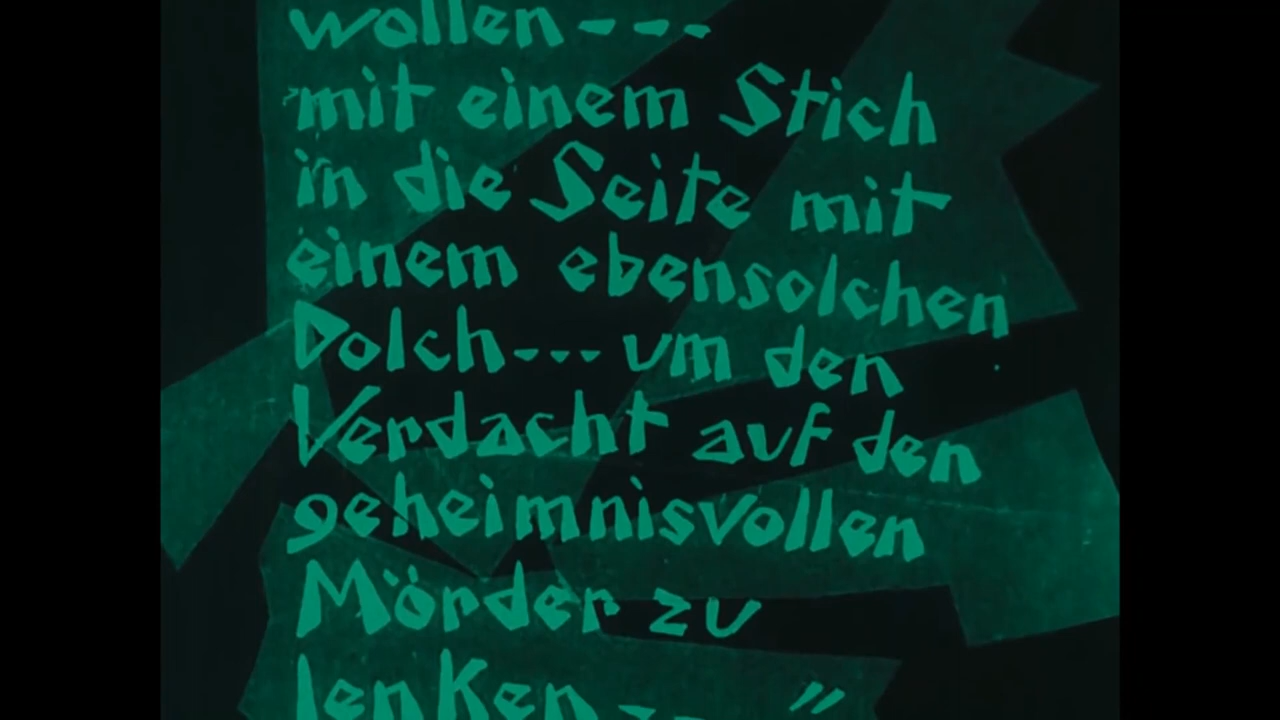 wollen---
mit einem Stich
in die Seite mit
einem ebensolchen
Dolch---um den
Verdacht auf den
geheimnisvollen
Mörder zu
lenken---"